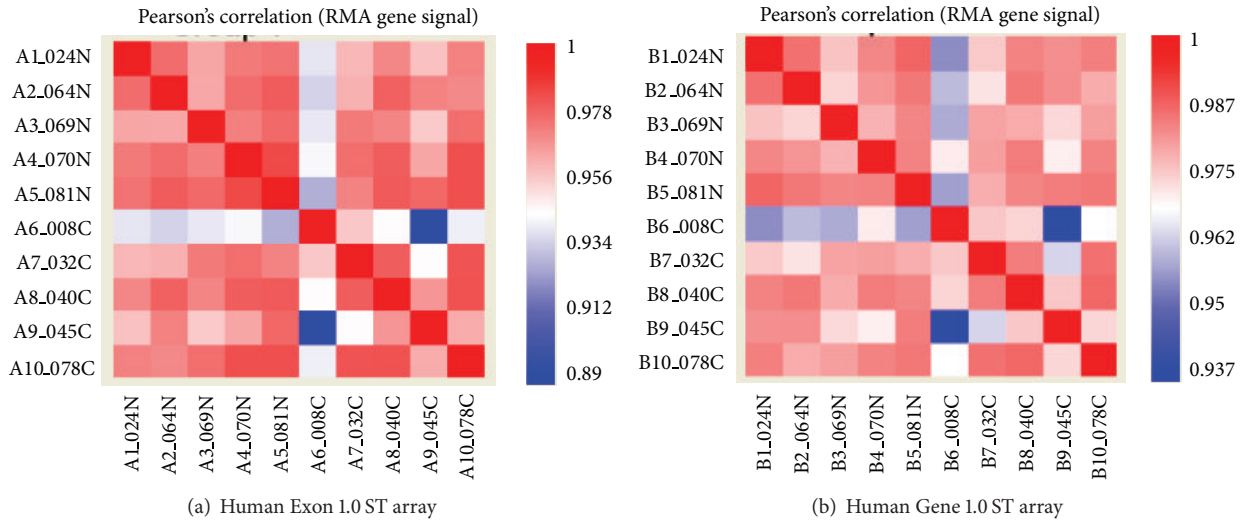 Pearson's correlation (RMA gene signal)
A1_024N
A2_064N
A3_069N
A4_070N
A5_081N
A6_008C
A7_032C
A8_040C
A9_045C
A10_078C
1
0.978
0.956
0.934
0.912
0.89
A1_024N
A2_064N
A3_069N
A4_070N
A5_081N
A6_008C
A7_032C
A8_040C
A9_045C
A10_078C
(a) Human Exon 1.0 ST array
Pearson's correlation (RMA gene signal)
B1_024N
B2_064N
B3_069N
B4_070N
B5_081N
B6_008C
B7_032C
B8_040C
B9_045C
B10_078C
1
0.987
0.975
0.962
0.95
0.937
B1_024N
B2_064N
B3_069N
B4_070N
B5_081N
B6_008C
B7_032C
B8_040C
B9_045C
B10_078C
(b) Human Gene 1.0 ST array